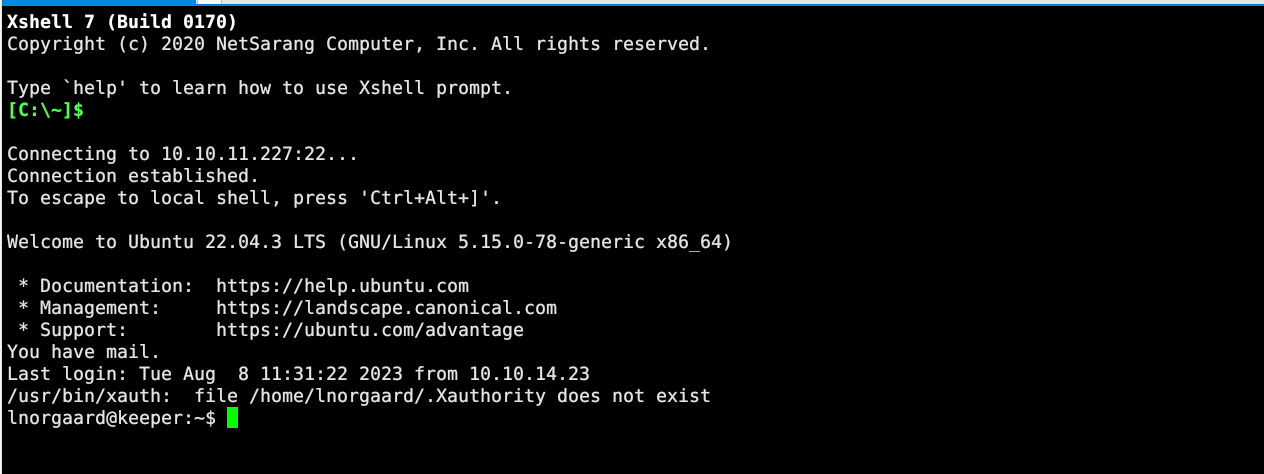 Xshell 7 (Build 0170)
Copyright (c) 2020 NetSarang Computer, Inc. All rights reserved.
Type `help' to learn how to use Xshell prompt.
[C:\~]$
Connecting to 10.10.11.227:22...
Connection established.
To escape to local shell, press 'Ctrl+Alt+]'.
Welcome to Ubuntu 22.04.3 LTS (GNU/Linux 5.15.0-78-generic x86_64)
 * Documentation:  https://help.ubuntu.com
 * Management:     https://landscape.canonical.com
 * Support:        https://ubuntu.com/advantage
You have mail.
Last login: Tue Aug  8 11:31:22 2023 from 10.10.14.23
/usr/bin/xauth:  file /home/lnorgaard/.Xauthority does not exist
lnorgaard@keeper:~$